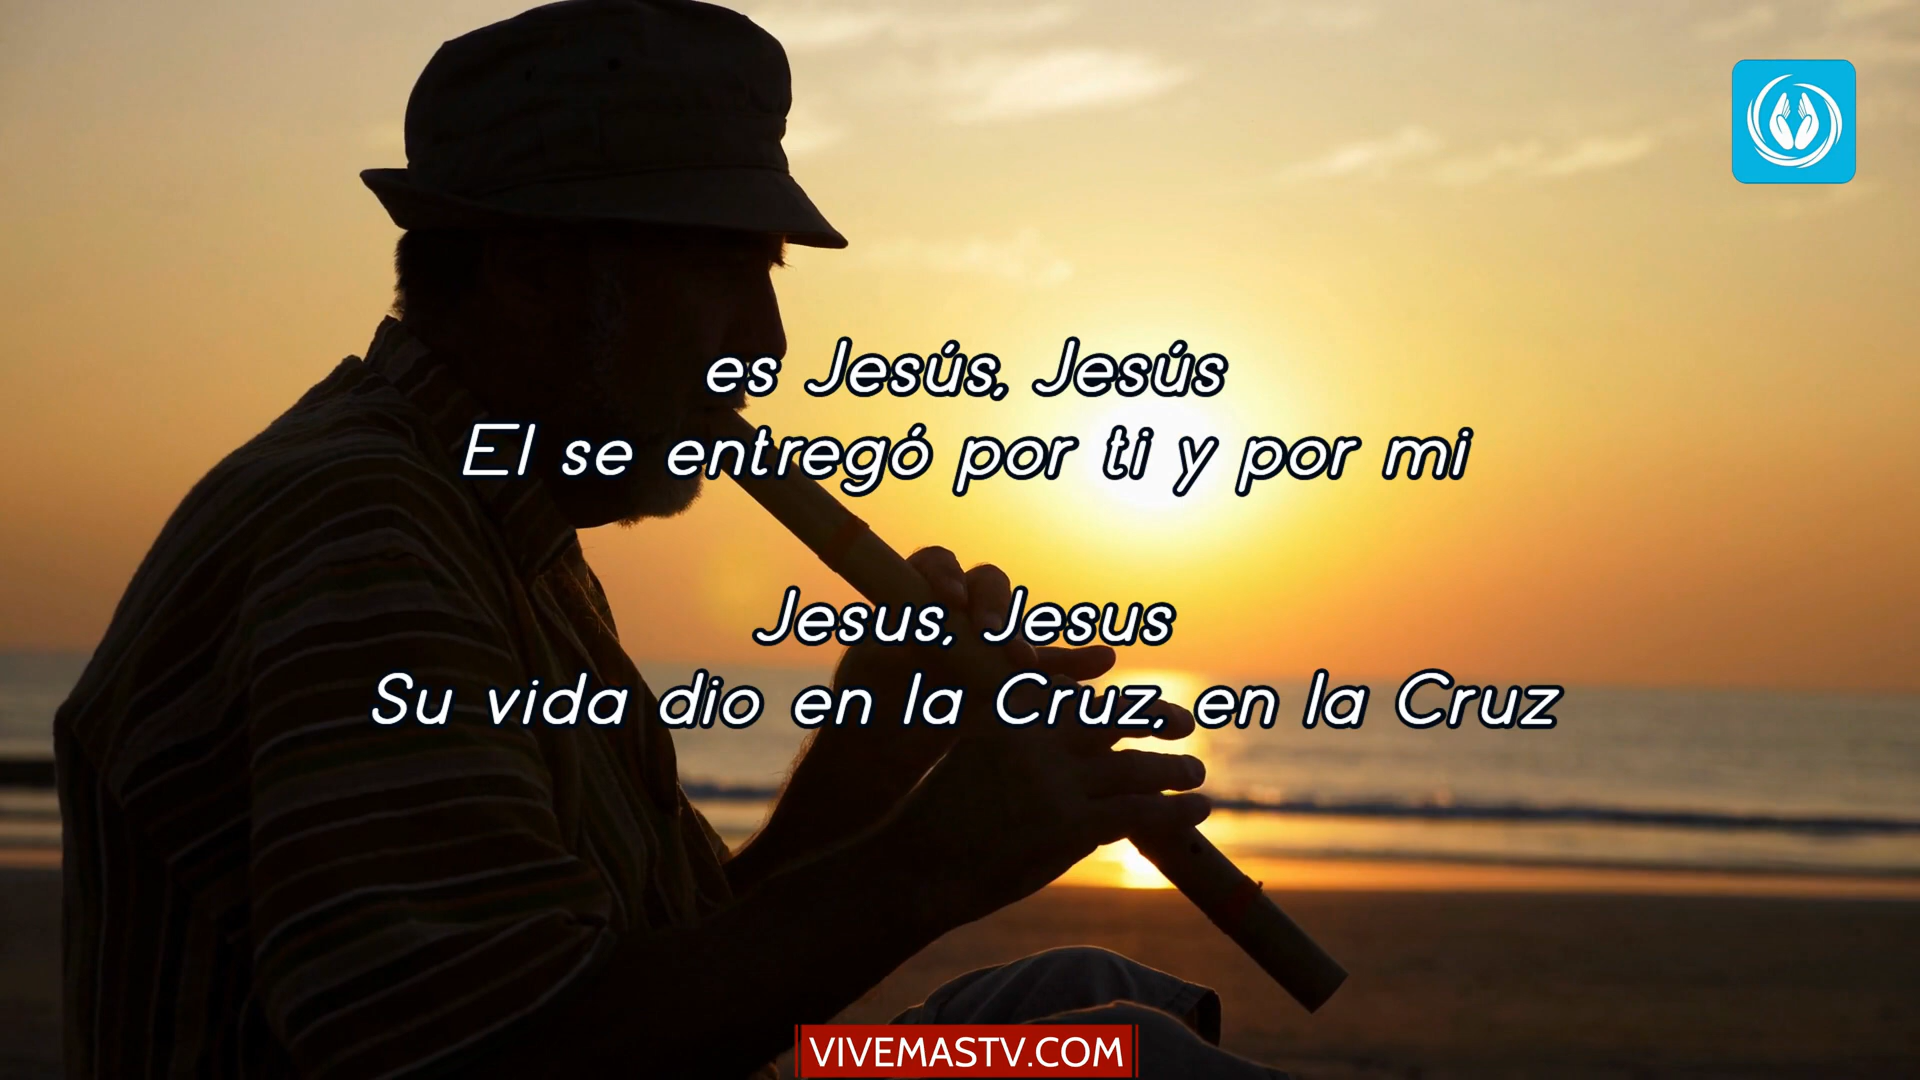 es Jesús, Jesús
El se entregó por ti y por mi
Jesus, Jesus
Su vida dio en la Cruz, en la Cruz
VIVEMASTV.COM